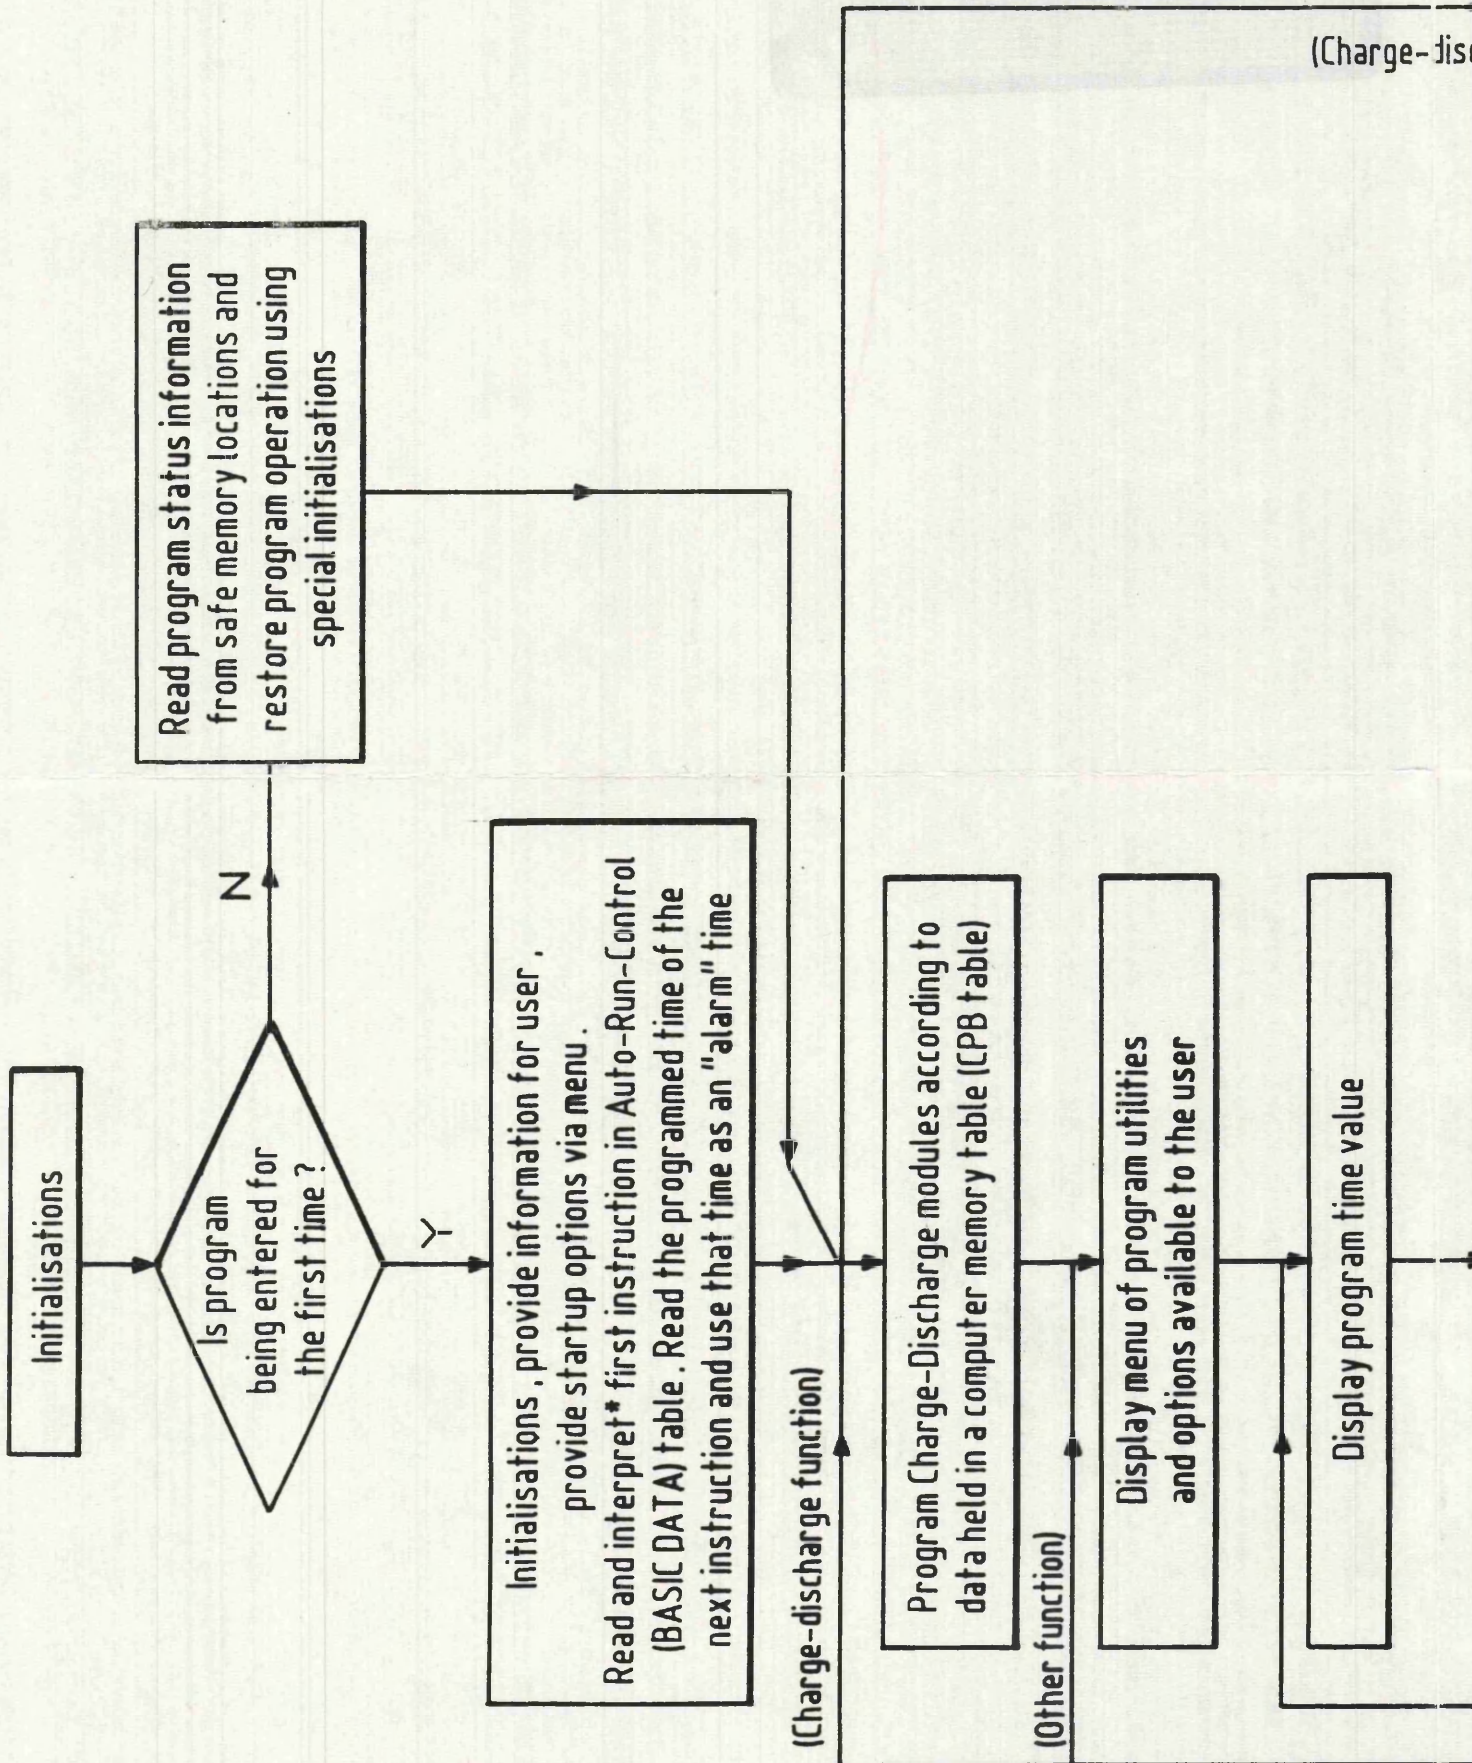 Initialisations
Is program
being entered for
the first time ?
N
Read program status information
from safe memory locations and
restore program operation using
special initialisations
Y
Initialisations , provide information for user ,
provide startup options via menu .
Read and interpret* first instruction in Auto-Run-Control
(BASIC DATA) table . Read the programmed time of the
next instruction and use that time as an "alarm" time
(Charge-discharge function)
Program Charge-Discharge modules according to
data held in a computer memory table (CPB table)
(Other function)
Display menu of program utilities
and options available to the user
Display program time value
(Charge-disc